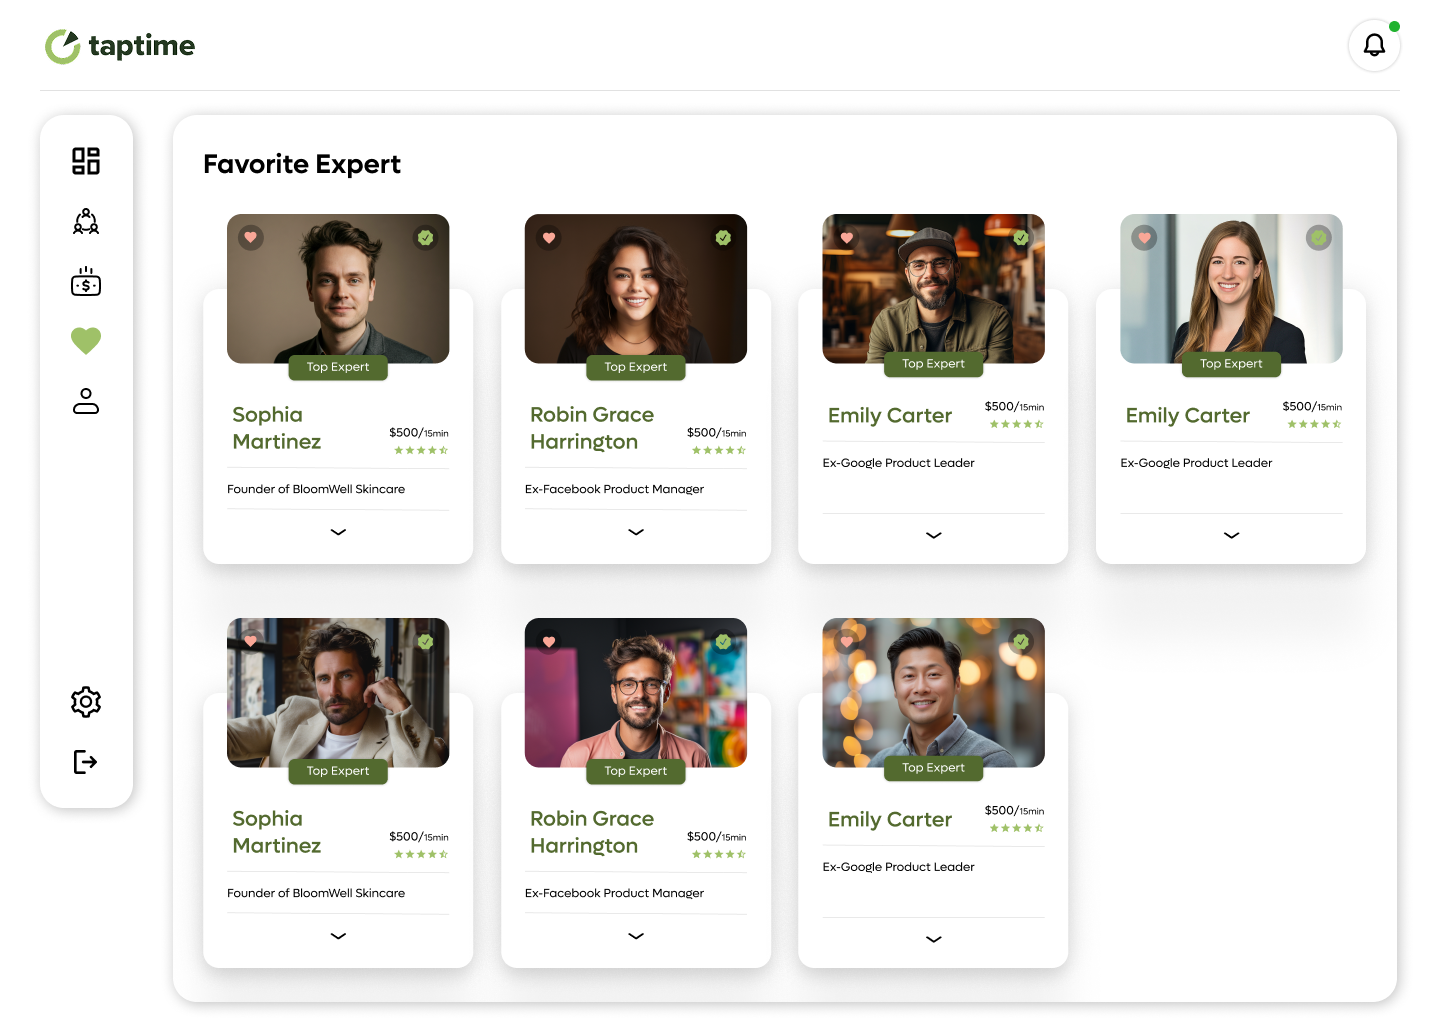 taptime
Favorite Expert
Top Expert
Sophia
Martinez
$500/15min
Founder of BloomWell Skincare
Top Expert
Robin Grace
Harrington
$500/15min
Ex-Facebook Product Manager
Top Expert
Emily Carter
$500/15min
Ex-Google Product Leader
Top Expert
Emily Carter
$500/15min
Ex-Google Product Leader
Top Expert
Sophia
Martinez
$500/15min
Founder of BloomWell Skincare
Top Expert
Robin Grace
Harrington
$500/15min
Ex-Facebook Product Manager
Top Expert
Emily Carter
$500/15min
Ex-Google Product Leader